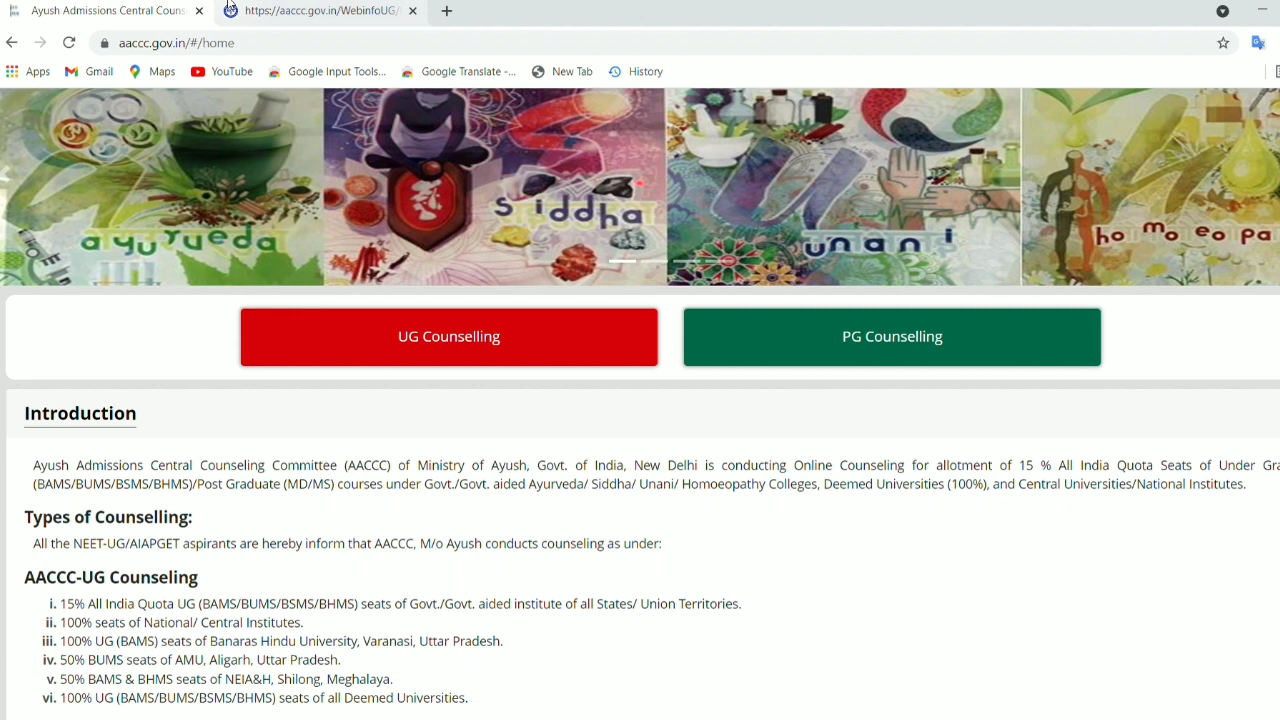 Ayush Admissions Central Couns
https://aaccc.gov.in/WebinfoUG/
aaccc.gov.in/#/home
Apps Gmail Maps YouTube Google Input Tools... Google Translate -... New Tab History
ayurveda
siddha
unani
homoeopa
UG Counselling
PG Counselling
Introduction
Ayush Admissions Central Counseling Committee (AACCC) of Ministry of Ayush, Govt. of India, New Delhi is conducting Online Counseling for allotment of 15 % All India Quota Seats of Under Gra
(BAMS/BUMS/BSMS/BHMS)/Post Graduate (MD/MS) courses under Govt./Govt. aided Ayurveda/ Siddha/ Unani/ Homoeopathy Colleges, Deemed Universities (100%), and Central Universities/National Institutes.
Types of Counselling:
All the NEET-UG/AIAPGET aspirants are hereby inform that AACCC, M/o Ayush conducts counseling as under:
AACCC-UG Counseling
i. 15% All India Quota UG (BAMS/BUMS/BSMS/BHMS) seats of Govt./Govt. aided institute of all States/ Union Territories.
ii. 100% seats of National/ Central Institutes.
iii. 100% UG (BAMS) seats of Banaras Hindu University, Varanasi, Uttar Pradesh.
iv. 50% BUMS seats of AMU, Aligarh, Uttar Pradesh.
v. 50% BAMS & BHMS seats of NEIA&H, Shilong, Meghalaya.
vi. 100% UG (BAMS/BUMS/BSMS/BHMS) seats of all Deemed Universities.